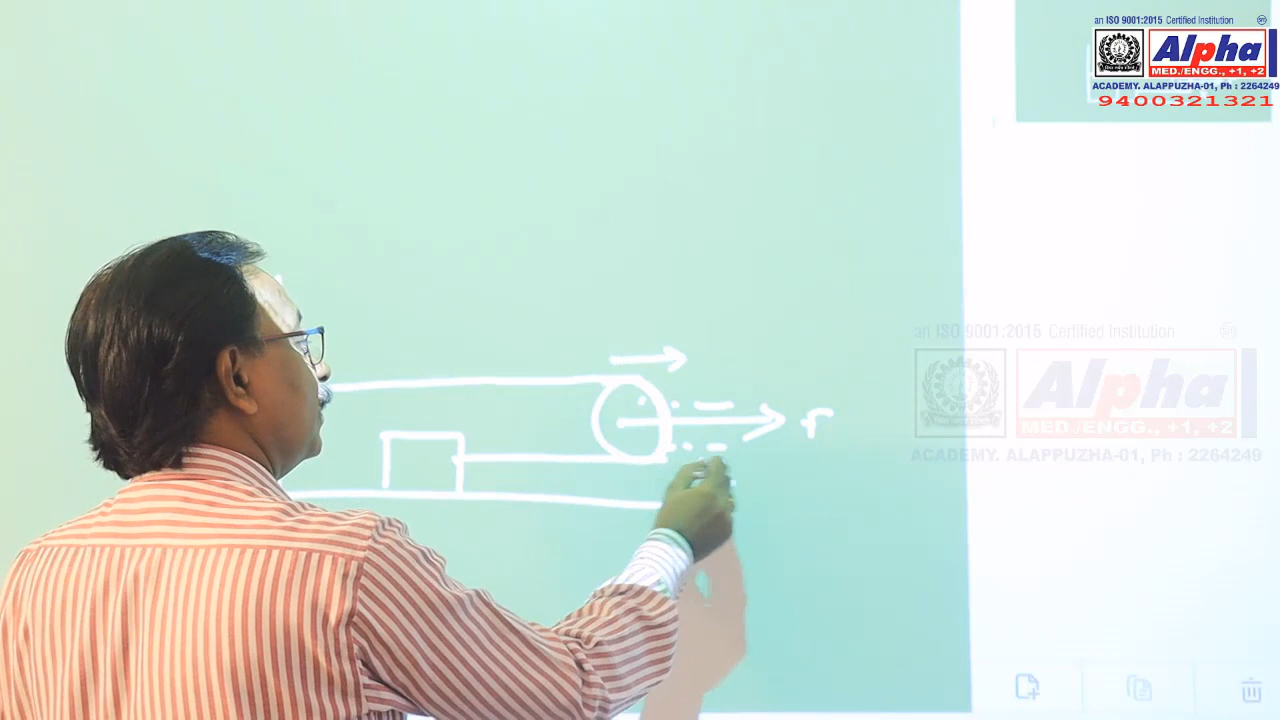 an ISO 9001:2015 Certified Institution
Alpha
MED./ENGG., +1, +2
ACADEMY. ALAPPUZHA-01, Ph : 2264249
9400321321
F
an ISO 9001:2015 Certified Institution
Alpha
MED./ENGG., +1, +2
ACADEMY. ALAPPUZHA-01, Ph : 2264249